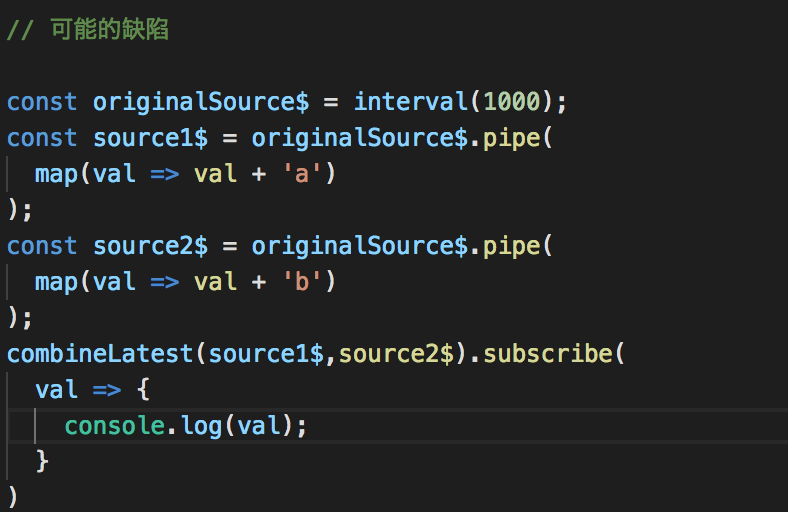 // 可能的缺陷
const originalSource$ = interval(1000);
const source1$ = originalSource$.pipe(
map(val => val + 'a')
);
const source2$ = originalSource$.pipe(
map(val => val + 'b')
);
combineLatest(source1$,source2$).subscribe(
val => {
console.log(val);
}
)